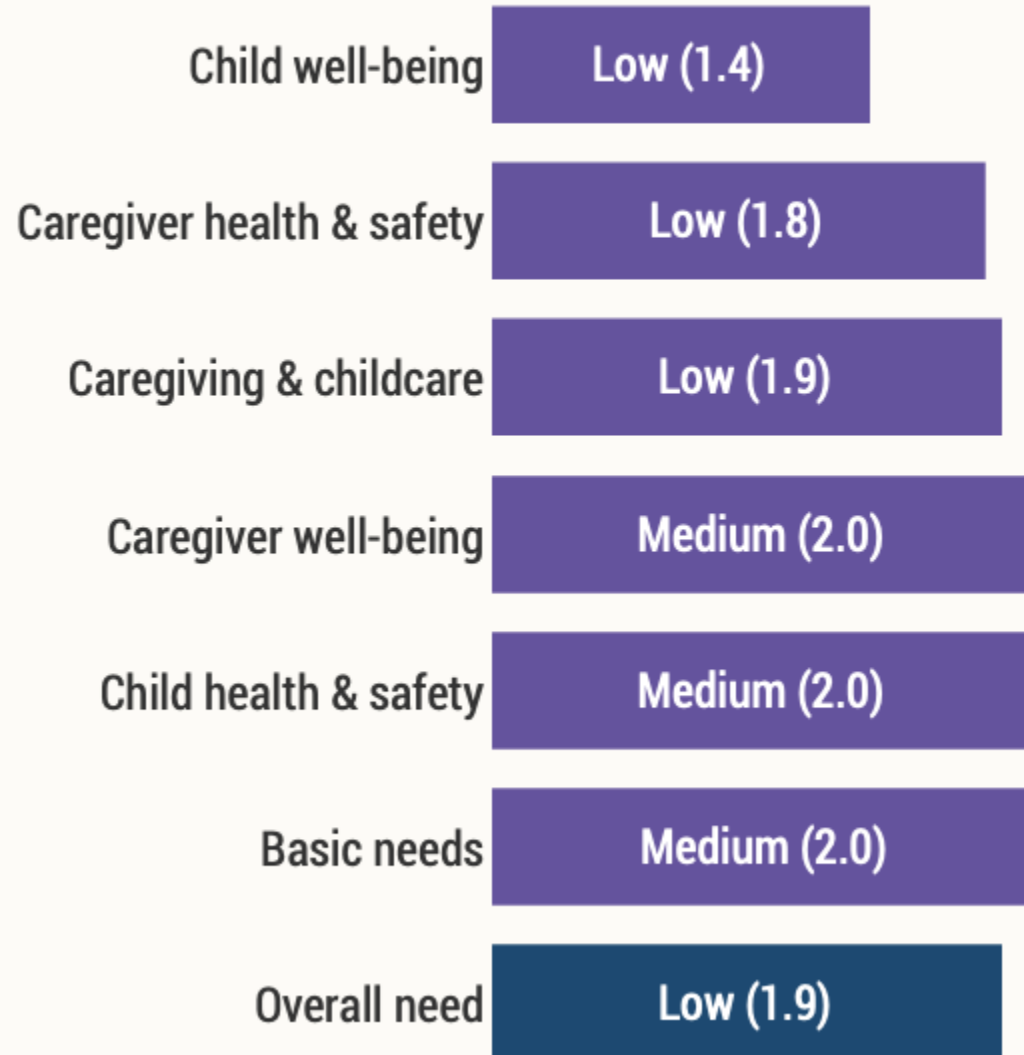 Child well-being Low (1.4)
Caregiver health & safety Low (1.8)
Caregiving & childcare Low (1.9)
Caregiver well-being Medium (2.0)
Child health & safety Medium (2.0)
Basic needs Medium (2.0)
Overall need Low (1.9)